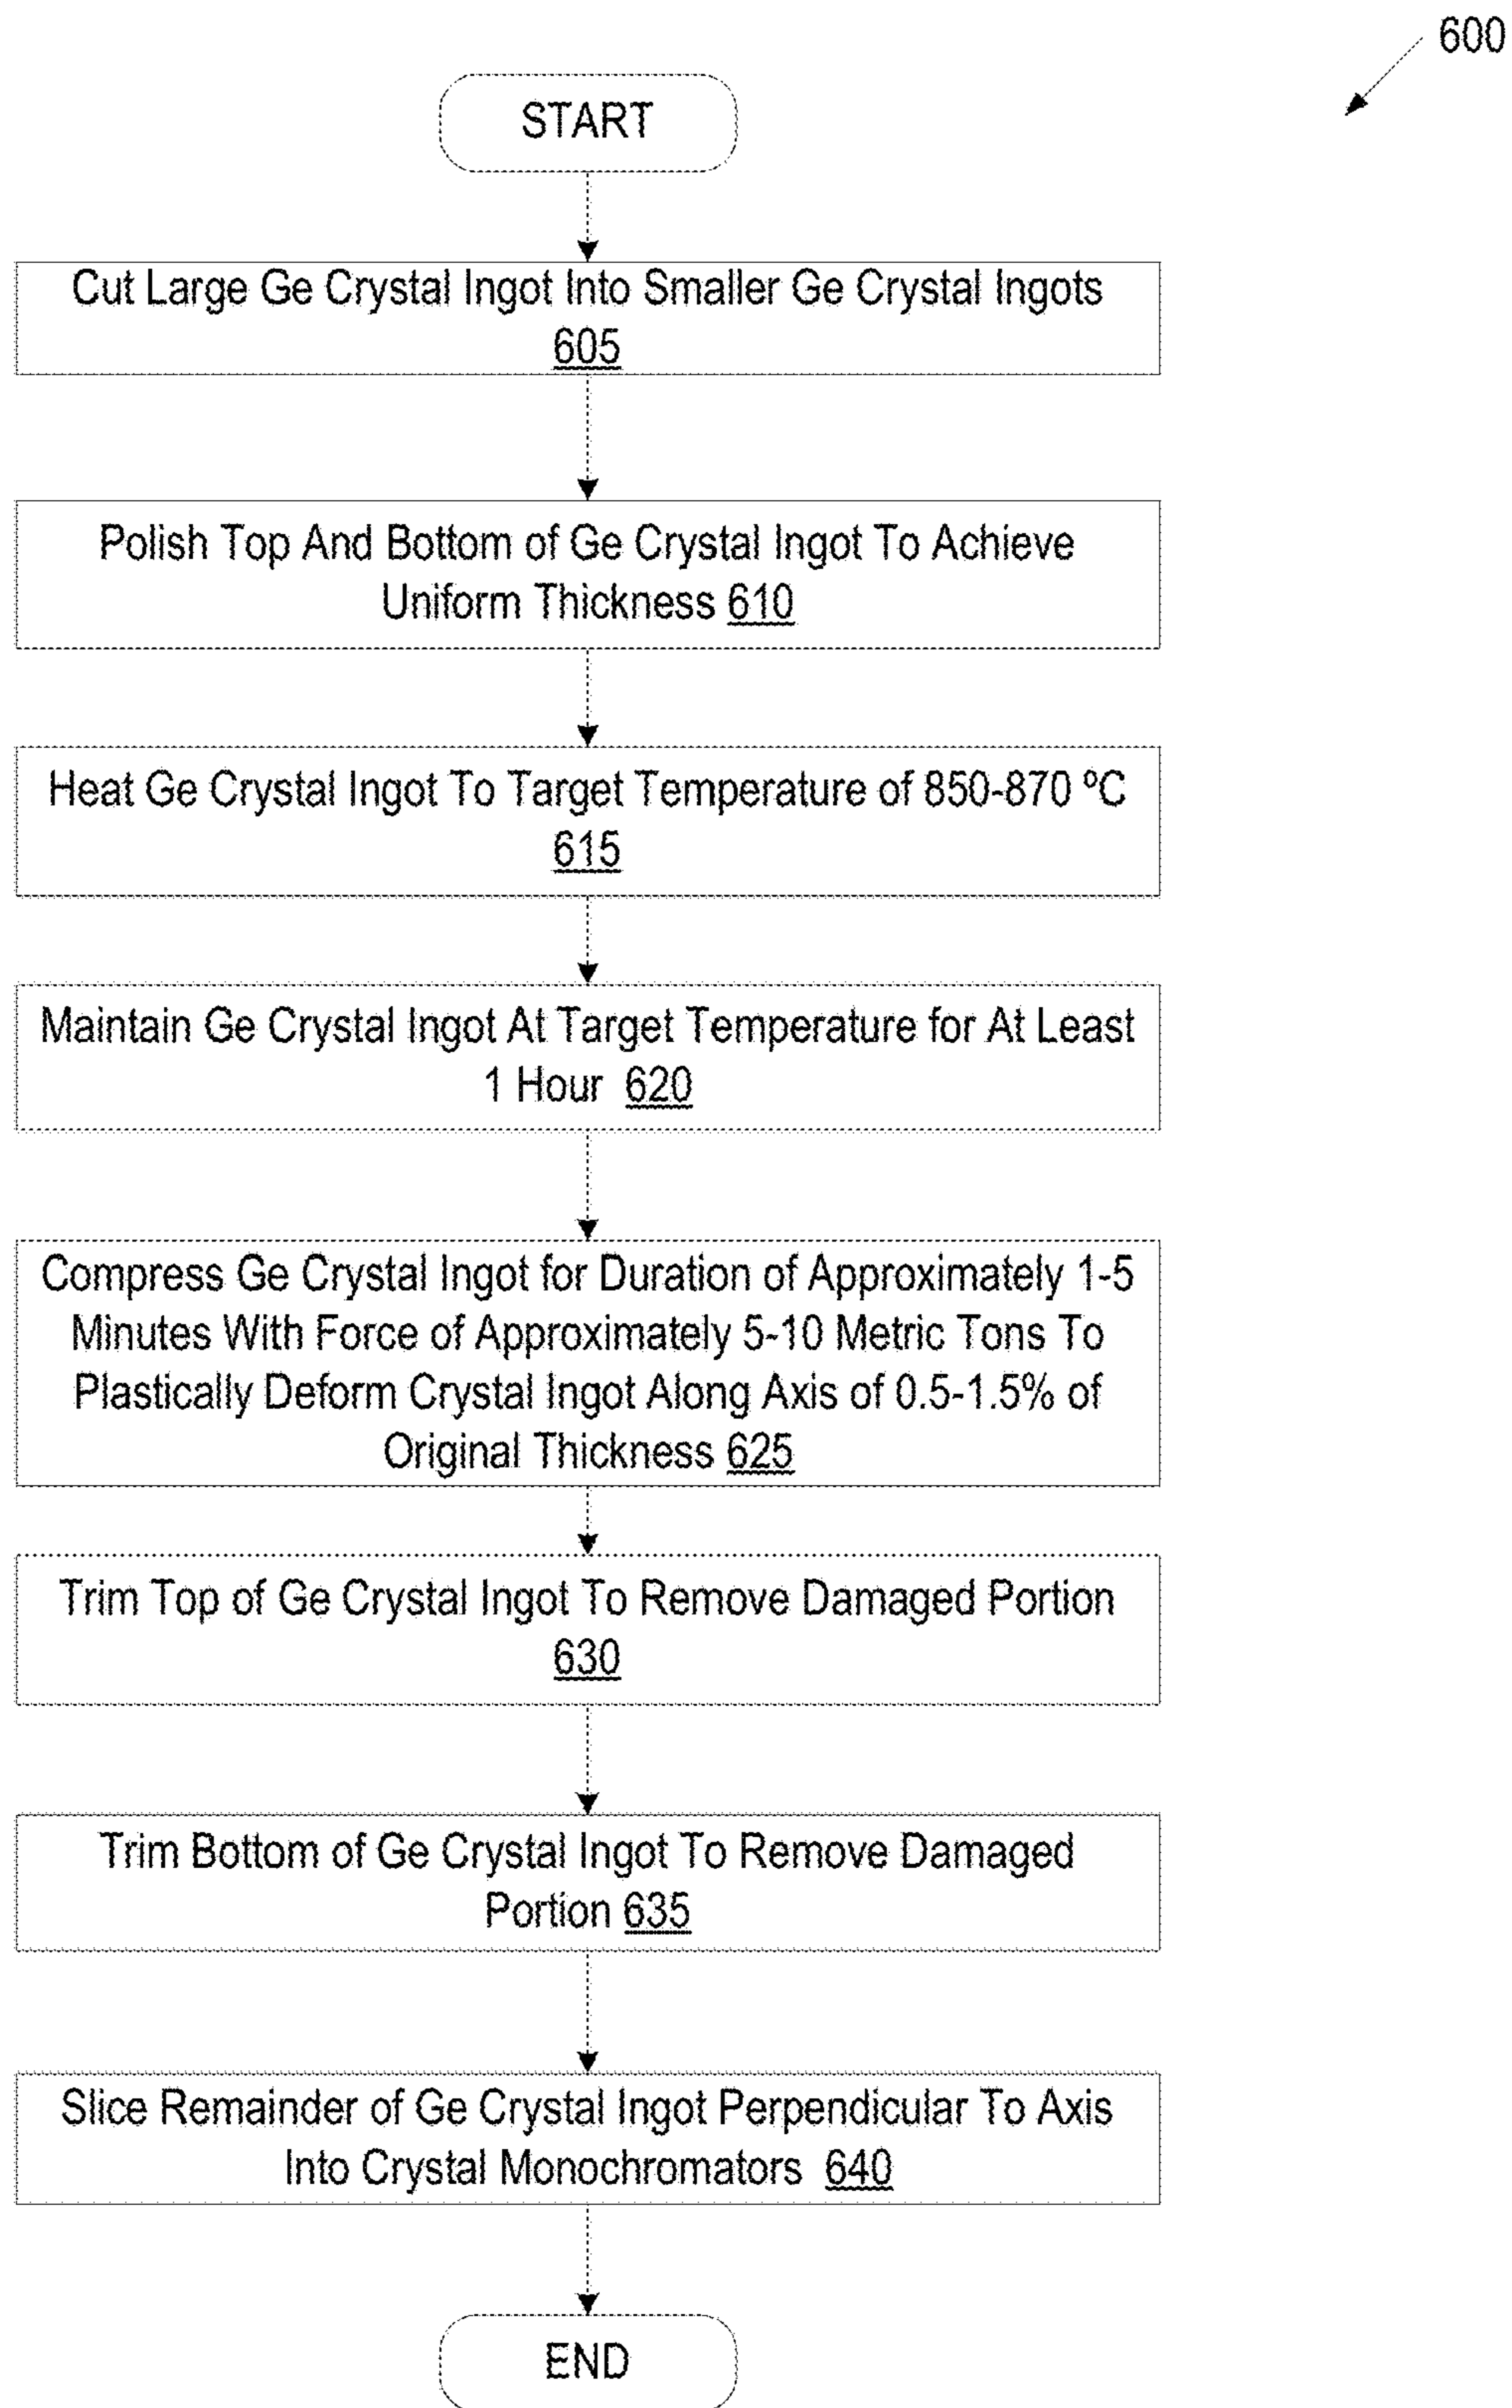 600
START
Cut Large Ge Crystal Ingot Into Smaller Ge Crystal Ingots
605
Polish Top And Bottom of Ge Crystal Ingot To Achieve
Uniform Thickness 610
Heat Ge Crystal Ingot To Target Temperature of 850-870 ºC
615
Maintain Ge Crystal Ingot At Target Temperature for At Least
1 Hour 620
Compress Ge Crystal Ingot for Duration of Approximately 1-5
Minutes With Force of Approximately 5-10 Metric Tons To
Plastically Deform Crystal Ingot Along Axis of 0.5-1.5% of
Original Thickness 625
Trim Top of Ge Crystal Ingot To Remove Damaged Portion
630
Trim Bottom of Ge Crystal Ingot To Remove Damaged
Portion 635
Slice Remainder of Ge Crystal Ingot Perpendicular To Axis
Into Crystal Monochromators 640
END